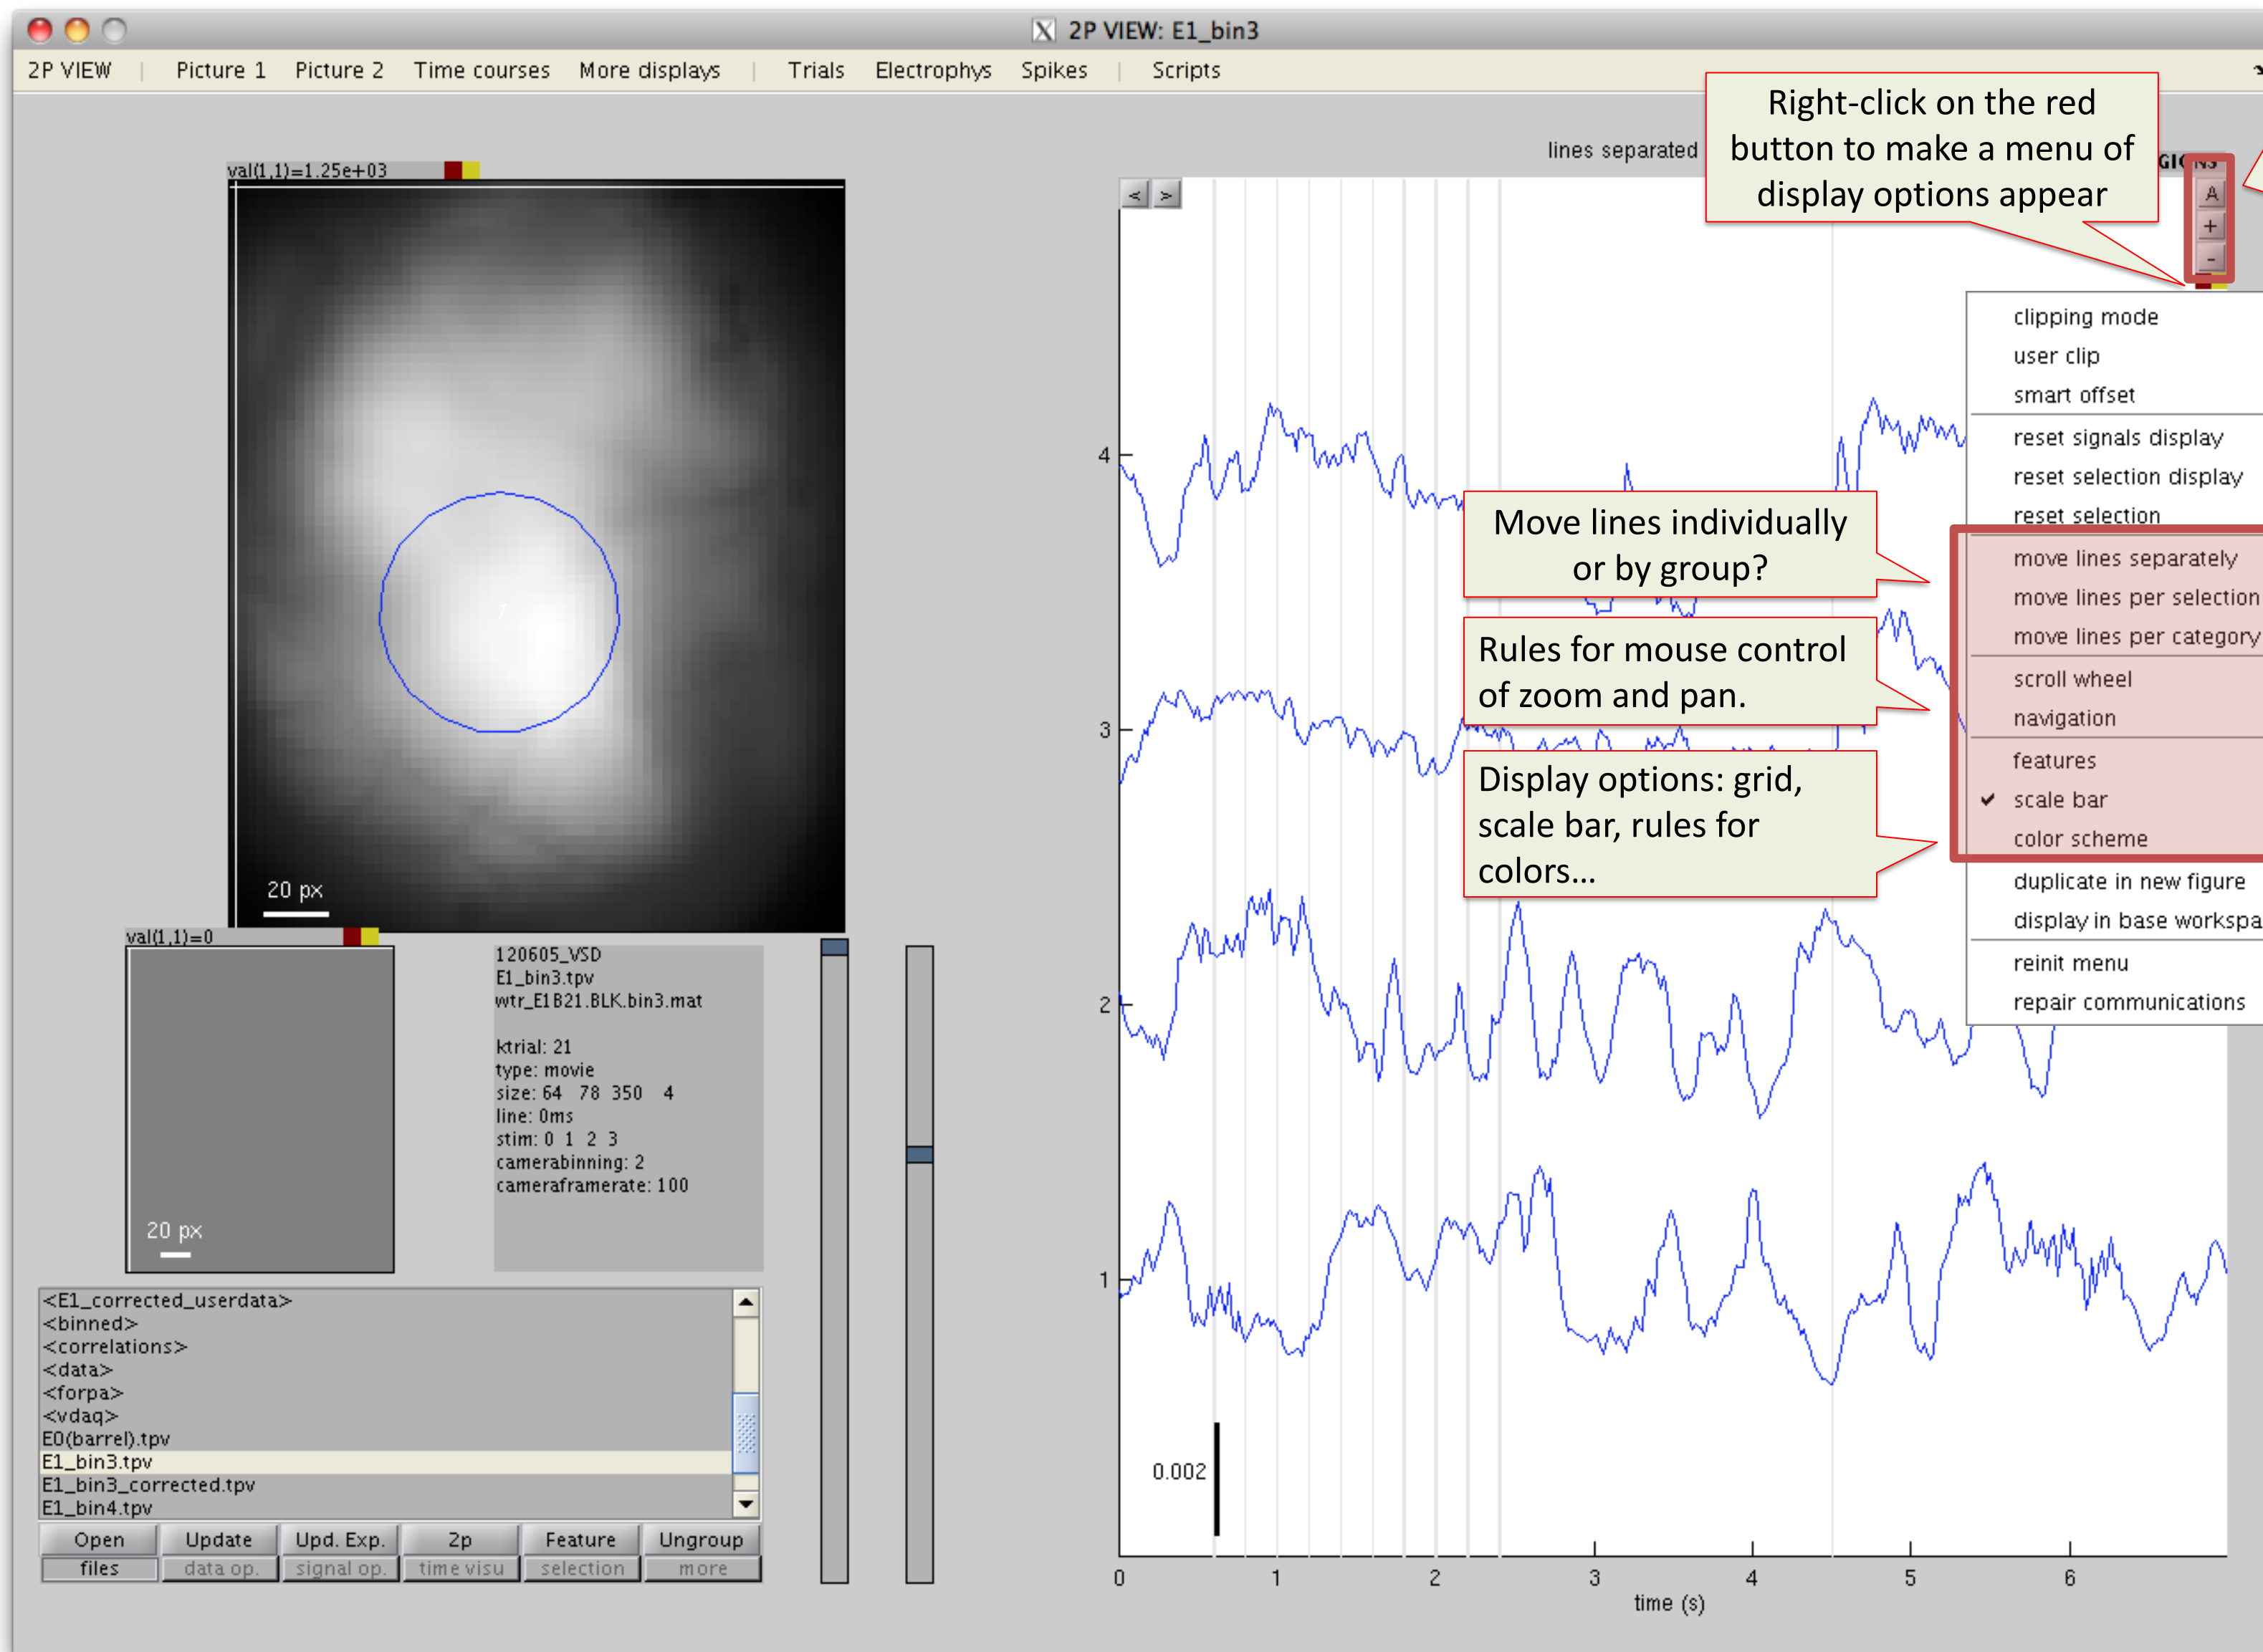 2P VIEW: E1_bin3
2P VIEW Picture 1 Picture 2 Time courses More displays Trials Electrophys Spikes Scripts
Right-click on the red
button to make a menu of
display options appear
lines separated
val(1,1)=1.25e+03
< >
A
+
-
clipping mode
user clip
smart offset
reset signals display
reset selection display
reset selection
move lines separately
move lines per selection
move lines per category
scroll wheel
navigation
features
✔ scale bar
color scheme
duplicate in new figure
display in base workspa
reinit menu
repair communications
Move lines individually
or by group?
Rules for mouse control
of zoom and pan.
Display options: grid,
scale bar, rules for
colors...
4
3
2
1
0.002
0 1 2 3 4 5 6
time (s)
20 px
val(1,1)=0
20 px
120605_VSD
E1_bin3.tpv
wtr_E1B21.BLK.bin3.mat
ktrial: 21
type: movie
size: 64 78 350 4
line: 0ms
stim: 0 1 2 3
camerabinning: 2
cameraframerate: 100
<E1_corrected_userdata>
<binned>
<correlations>
<data>
<forpa>
<vdaq>
E0(barrel).tpv
E1_bin3.tpv
E1_bin3_corrected.tpv
E1_bin4.tpv
Open Update Upd. Exp. 2p Feature Ungroup
files data op. signal op. time visu selection more